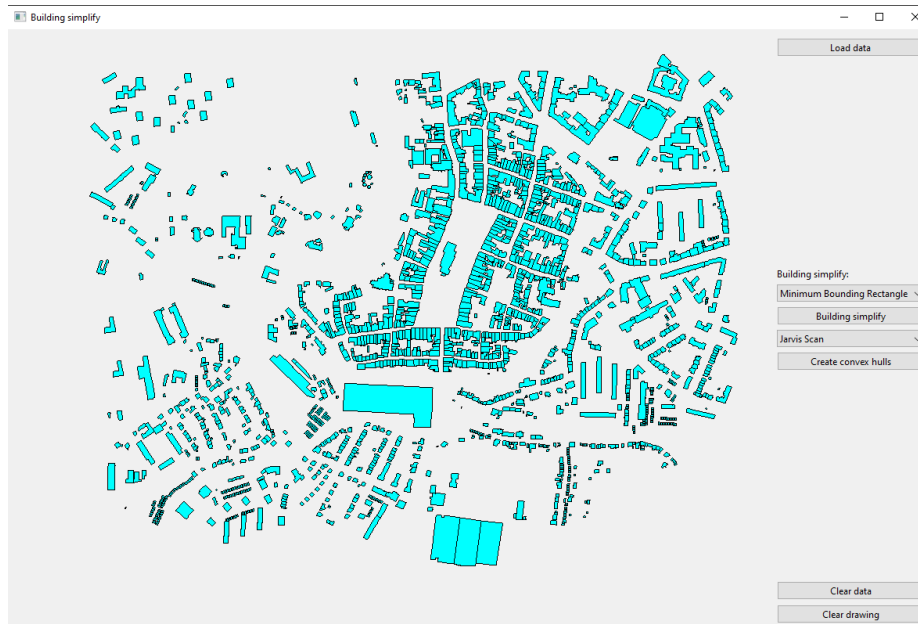 Building simplify
Load data
Building simplify:
Minimum Bounding Rectangle
Building simplify
Jarvis Scan
Create convex hulls
Clear data
Clear drawing